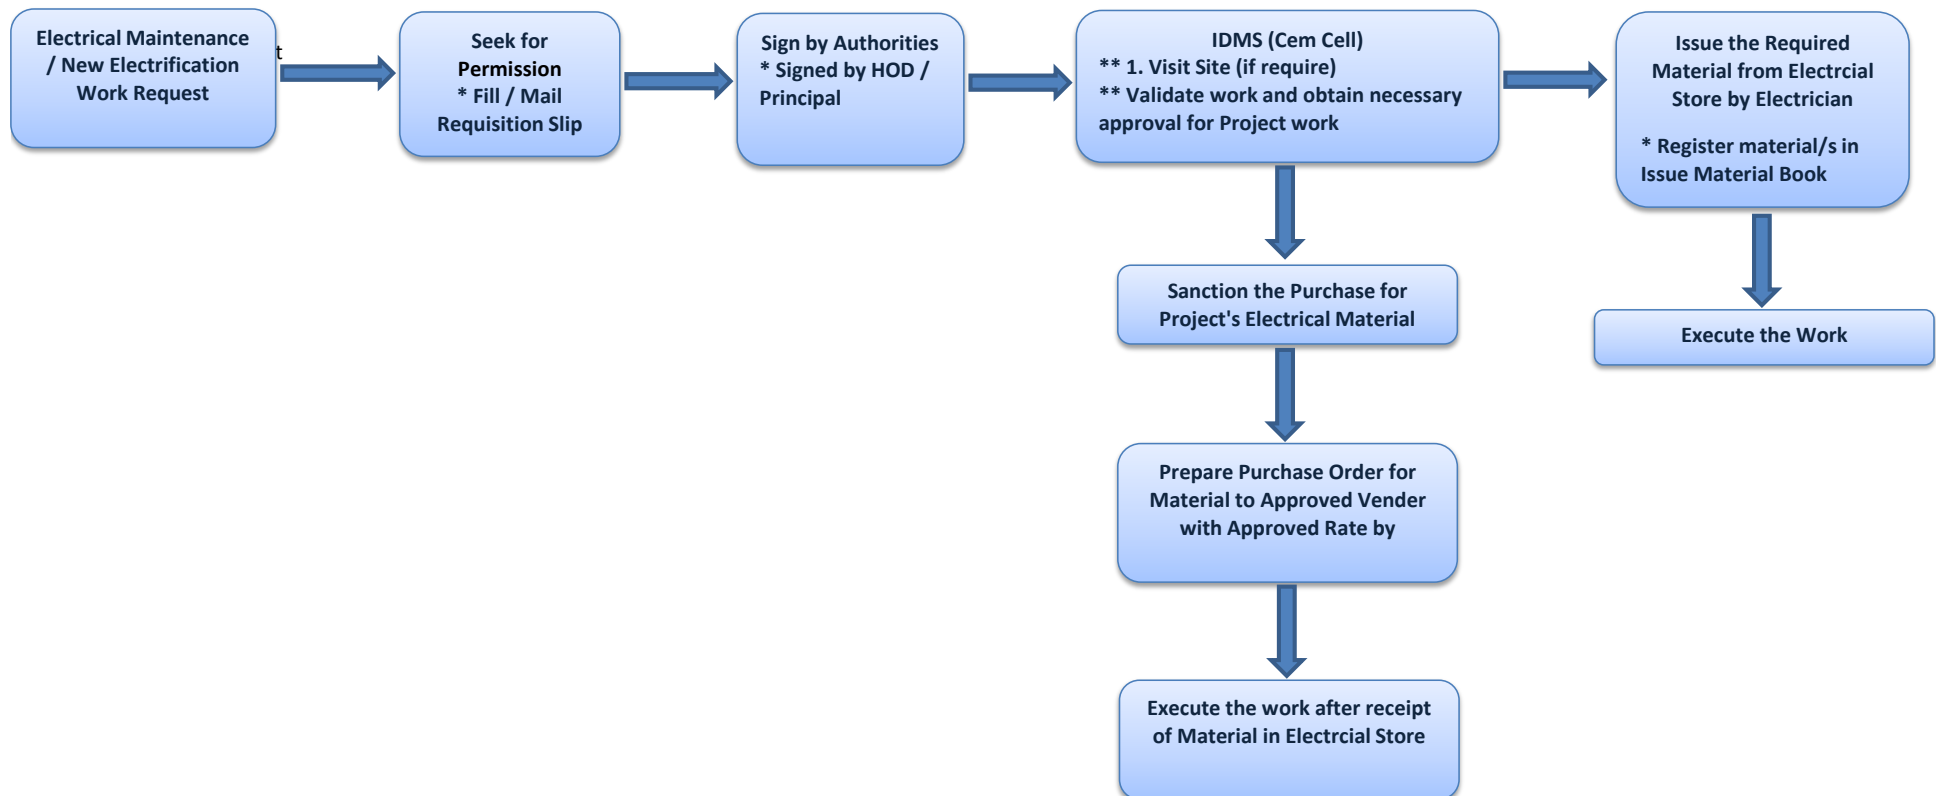 Electrical Maintenance
/ New Electrification
Work Request
t
Seek for
Permission
* Fill / Mail
Requisition Slip
Sign by Authorities
* Signed by HOD /
Principal
IDMS (Cem Cell)
** 1. Visit Site (if require)
** Validate work and obtain necessary
approval for Project work
Issue the Required
Material from Electrcial
Store by Electrician
* Register material/s in
Issue Material Book
Sanction the Purchase for
Project's Electrical Material
Execute the Work
Prepare Purchase Order for
Material to Approved Vender
with Approved Rate by
Execute the work after receipt
of Material in Electrcial Store